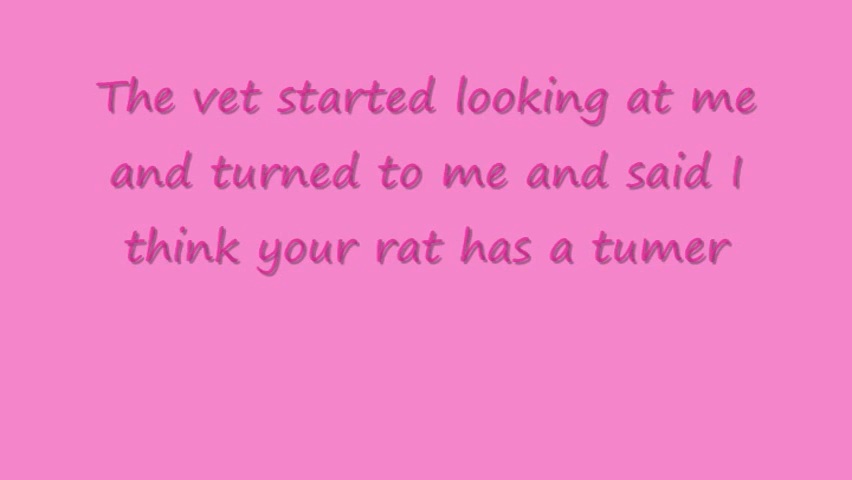 The vet started looking at me
and turned to me and said I
think your rat has a tumer